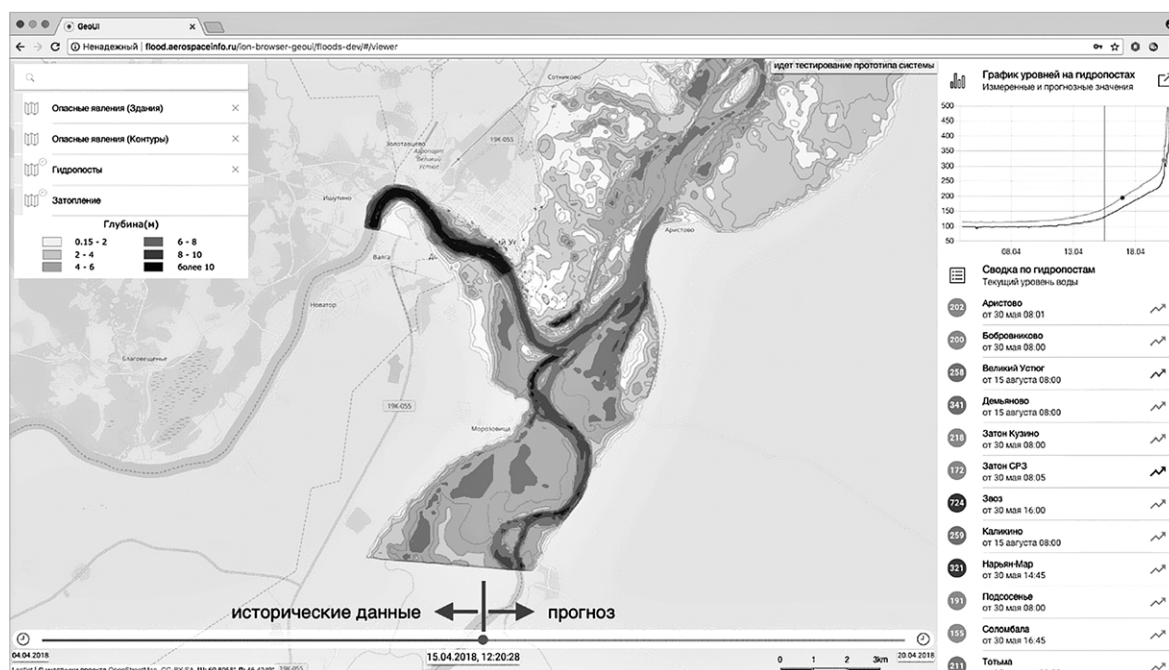 GeoUI
Ненадежный | flood.aerospaceinfo.ru/ion-browser-geoui/floods-dev/#/viewer
идет тестирование прототипа системы
Опасные явления (Здания)
Опасные явления (Контуры)
Гидропосты
Затопление
Глубина(м)
0.15 - 2
2 - 4
4 - 6
6 - 8
8 - 10
более 10
Сотниково
19К-055
Золотавцево
Аэропорт
Великий
Устюг
Ишутино
Валга
Аристово
Новатор
Благовещенье
19К-055
Морозовица
исторические данные
прогноз
04.04.2018
15.04.2018, 12:20:28
20.04.2018
0 1 2 3km
19К-055
График уровней на гидропостах
Измеренные и прогнозные значения
500
450
400
350
300
250
200
150
100
50
08.04 13.04 18.04
Сводка по гидропостам
Текущий уровень воды
202 Аристово
от 30 мая 08:01
200 Бобровниково
от 30 мая 08:00
258 Великий Устюг
от 15 августа 08:00
341 Демьяново
от 15 августа 08:00
218 Затон Кузино
от 30 мая 08:00
172 Затон СРЗ
от 30 мая 08:05
724 Звоз
от 30 мая 16:00
259 Каликино
от 15 августа 08:00
321 Нарьян-Мар
от 30 мая 14:45
191 Подсосенье
от 30 мая 08:00
155 Соломбала
от 30 мая 16:45
211 Тотьма